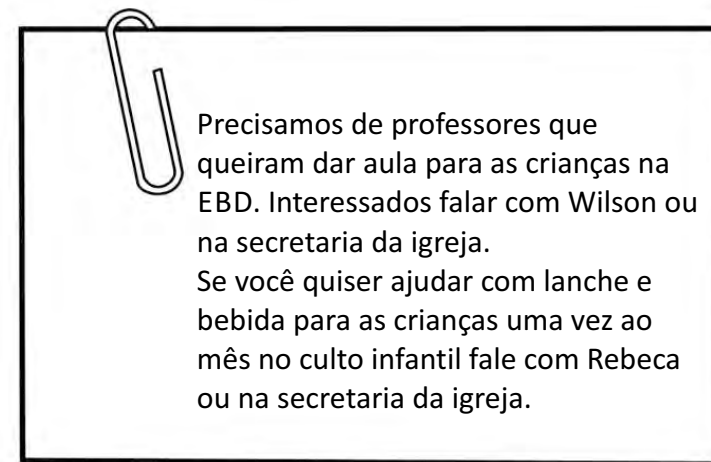 Precisamos de professores que
queiram dar aula para as crianças na
EBD. Interessados falar com Wilson ou
na secretaria da igreja.
Se você quiser ajudar com lanche e
bebida para as crianças uma vez ao
mês no culto infantil fale com Rebeca
ou na secretaria da igreja.